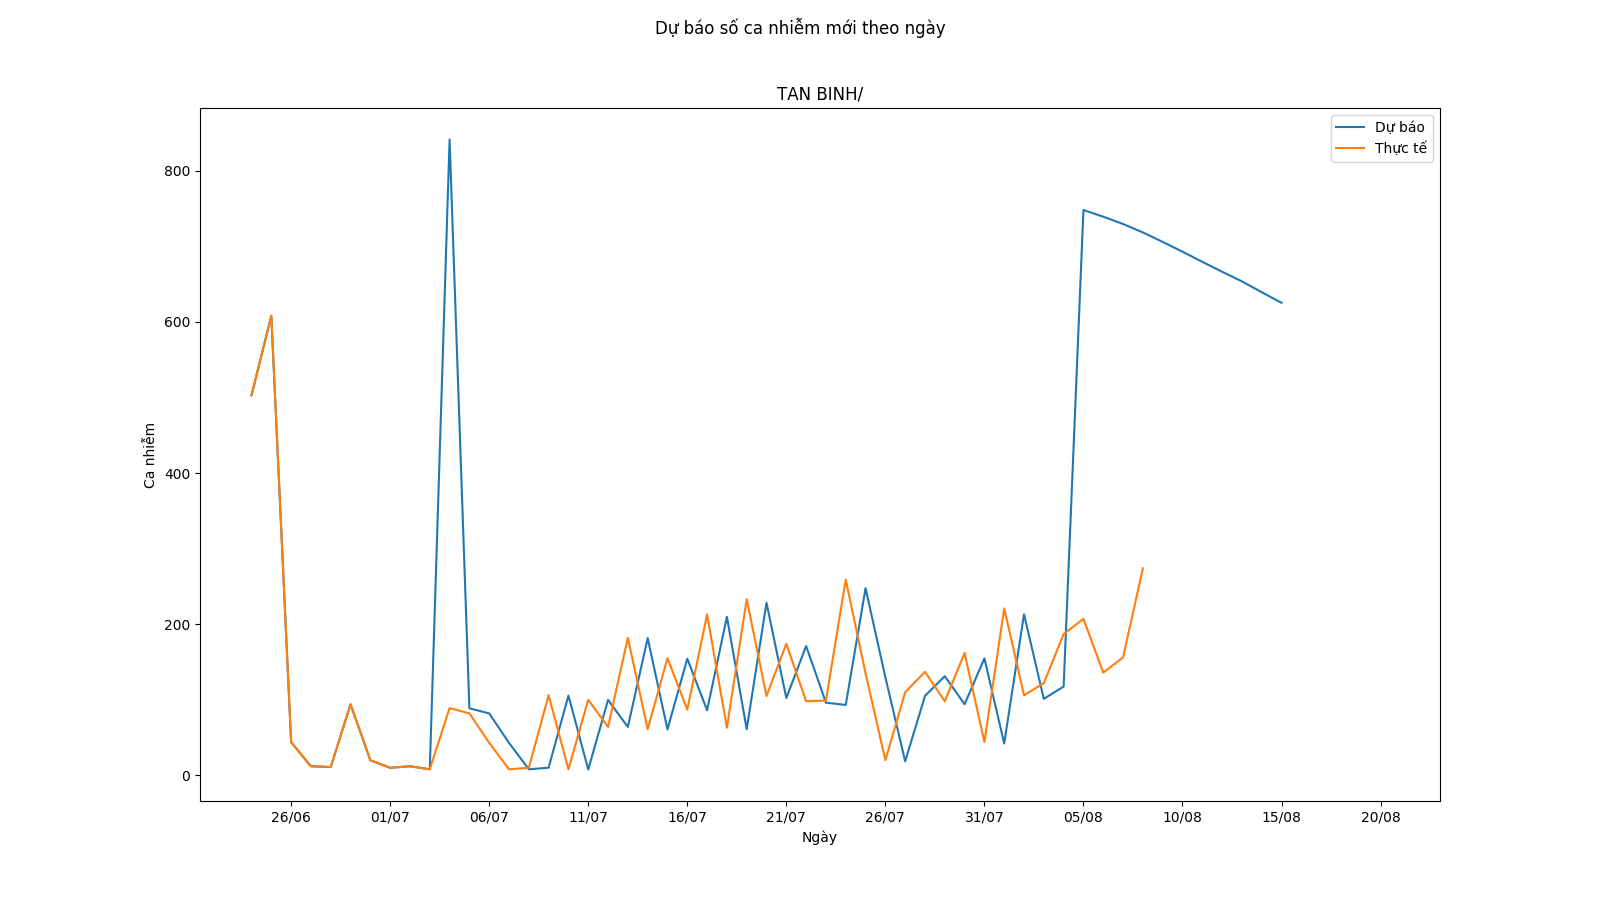 Dự báo số ca nhiễm mới theo ngày
TAN BINH/
Dự báo
Thực tế
800
600
400
200
0
Ca nhiễm
26/06 01/07 06/07 11/07 16/07 21/07 26/07 31/07 05/08 10/08 15/08 20/08
Ngày